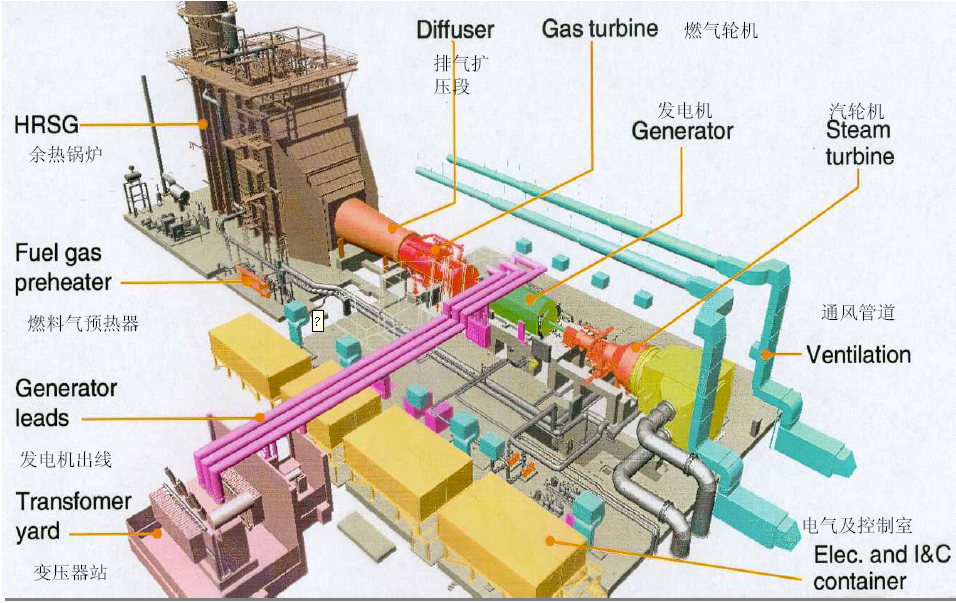 Diffuser
排气扩
压段
Gas turbine
燃气轮机
发电机
Generator
汽轮机
Steam
turbine
HRSG
余热锅炉
Fuel gas
preheater
燃料气预热器
?
通风管道
Ventilation
Generator
leads
发电机出线
Transfomer
yard
变压器站
电气及控制室
Elec. and I&C
container